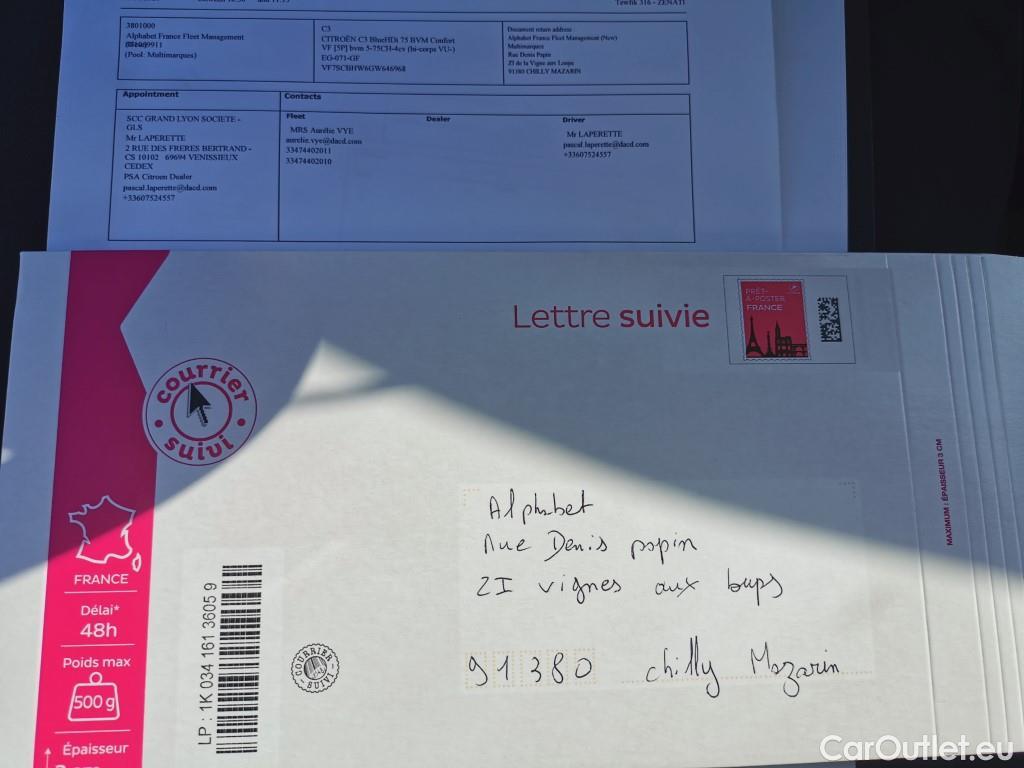 Tewfik 316 - ZENATI
3801000
Alphabet France Fleet Management
(Pool: Multimarques)
C3
CITROËN C3 BlueHDi 75 BVM Confort
VF [5P] bvm 5-75CH-4cv (bi-corps VU-)
EG-071-GF
VF7SCBHW6GW646968
Document return address
Alphabet France Fleet Management (New)
Multimarques
Rue Denis Papin
ZI de la Vigne aux Loups
91380 CHILLY MAZARIN
Appointment
SCC GRAND LYON SOCIETE -
GLS
Mr LAPERETTE
2 RUE DES FRERES BERTRAND -
CS 10102 69694 VENISSIEUX
CEDEX
PSA Citroen Dealer
pascal.laperette@dacd.com
+33607524557
Contacts
Fleet
MRS Aurélie VYE
aurelie.vye@dacd.com
33474402011
33474402010
Dealer
Driver
Mr LAPERETTE
pascal.laperette@dacd.com
+33607524557
Lettre suivie
PRÊT-
À-POSTER
FRANCE
courrier
suivi
MAXIMUM : ÉPAISSEUR 3 CM
Alphabet
Rue Denis papin
ZI vignes aux
91380 chilly Mazarin
FRANCE
Délai*
48h
Poids max
500 g
Épaisseur
LP : 1K 034 161 3605 9
COURRIER
SUIVI
CarOutlet.eu